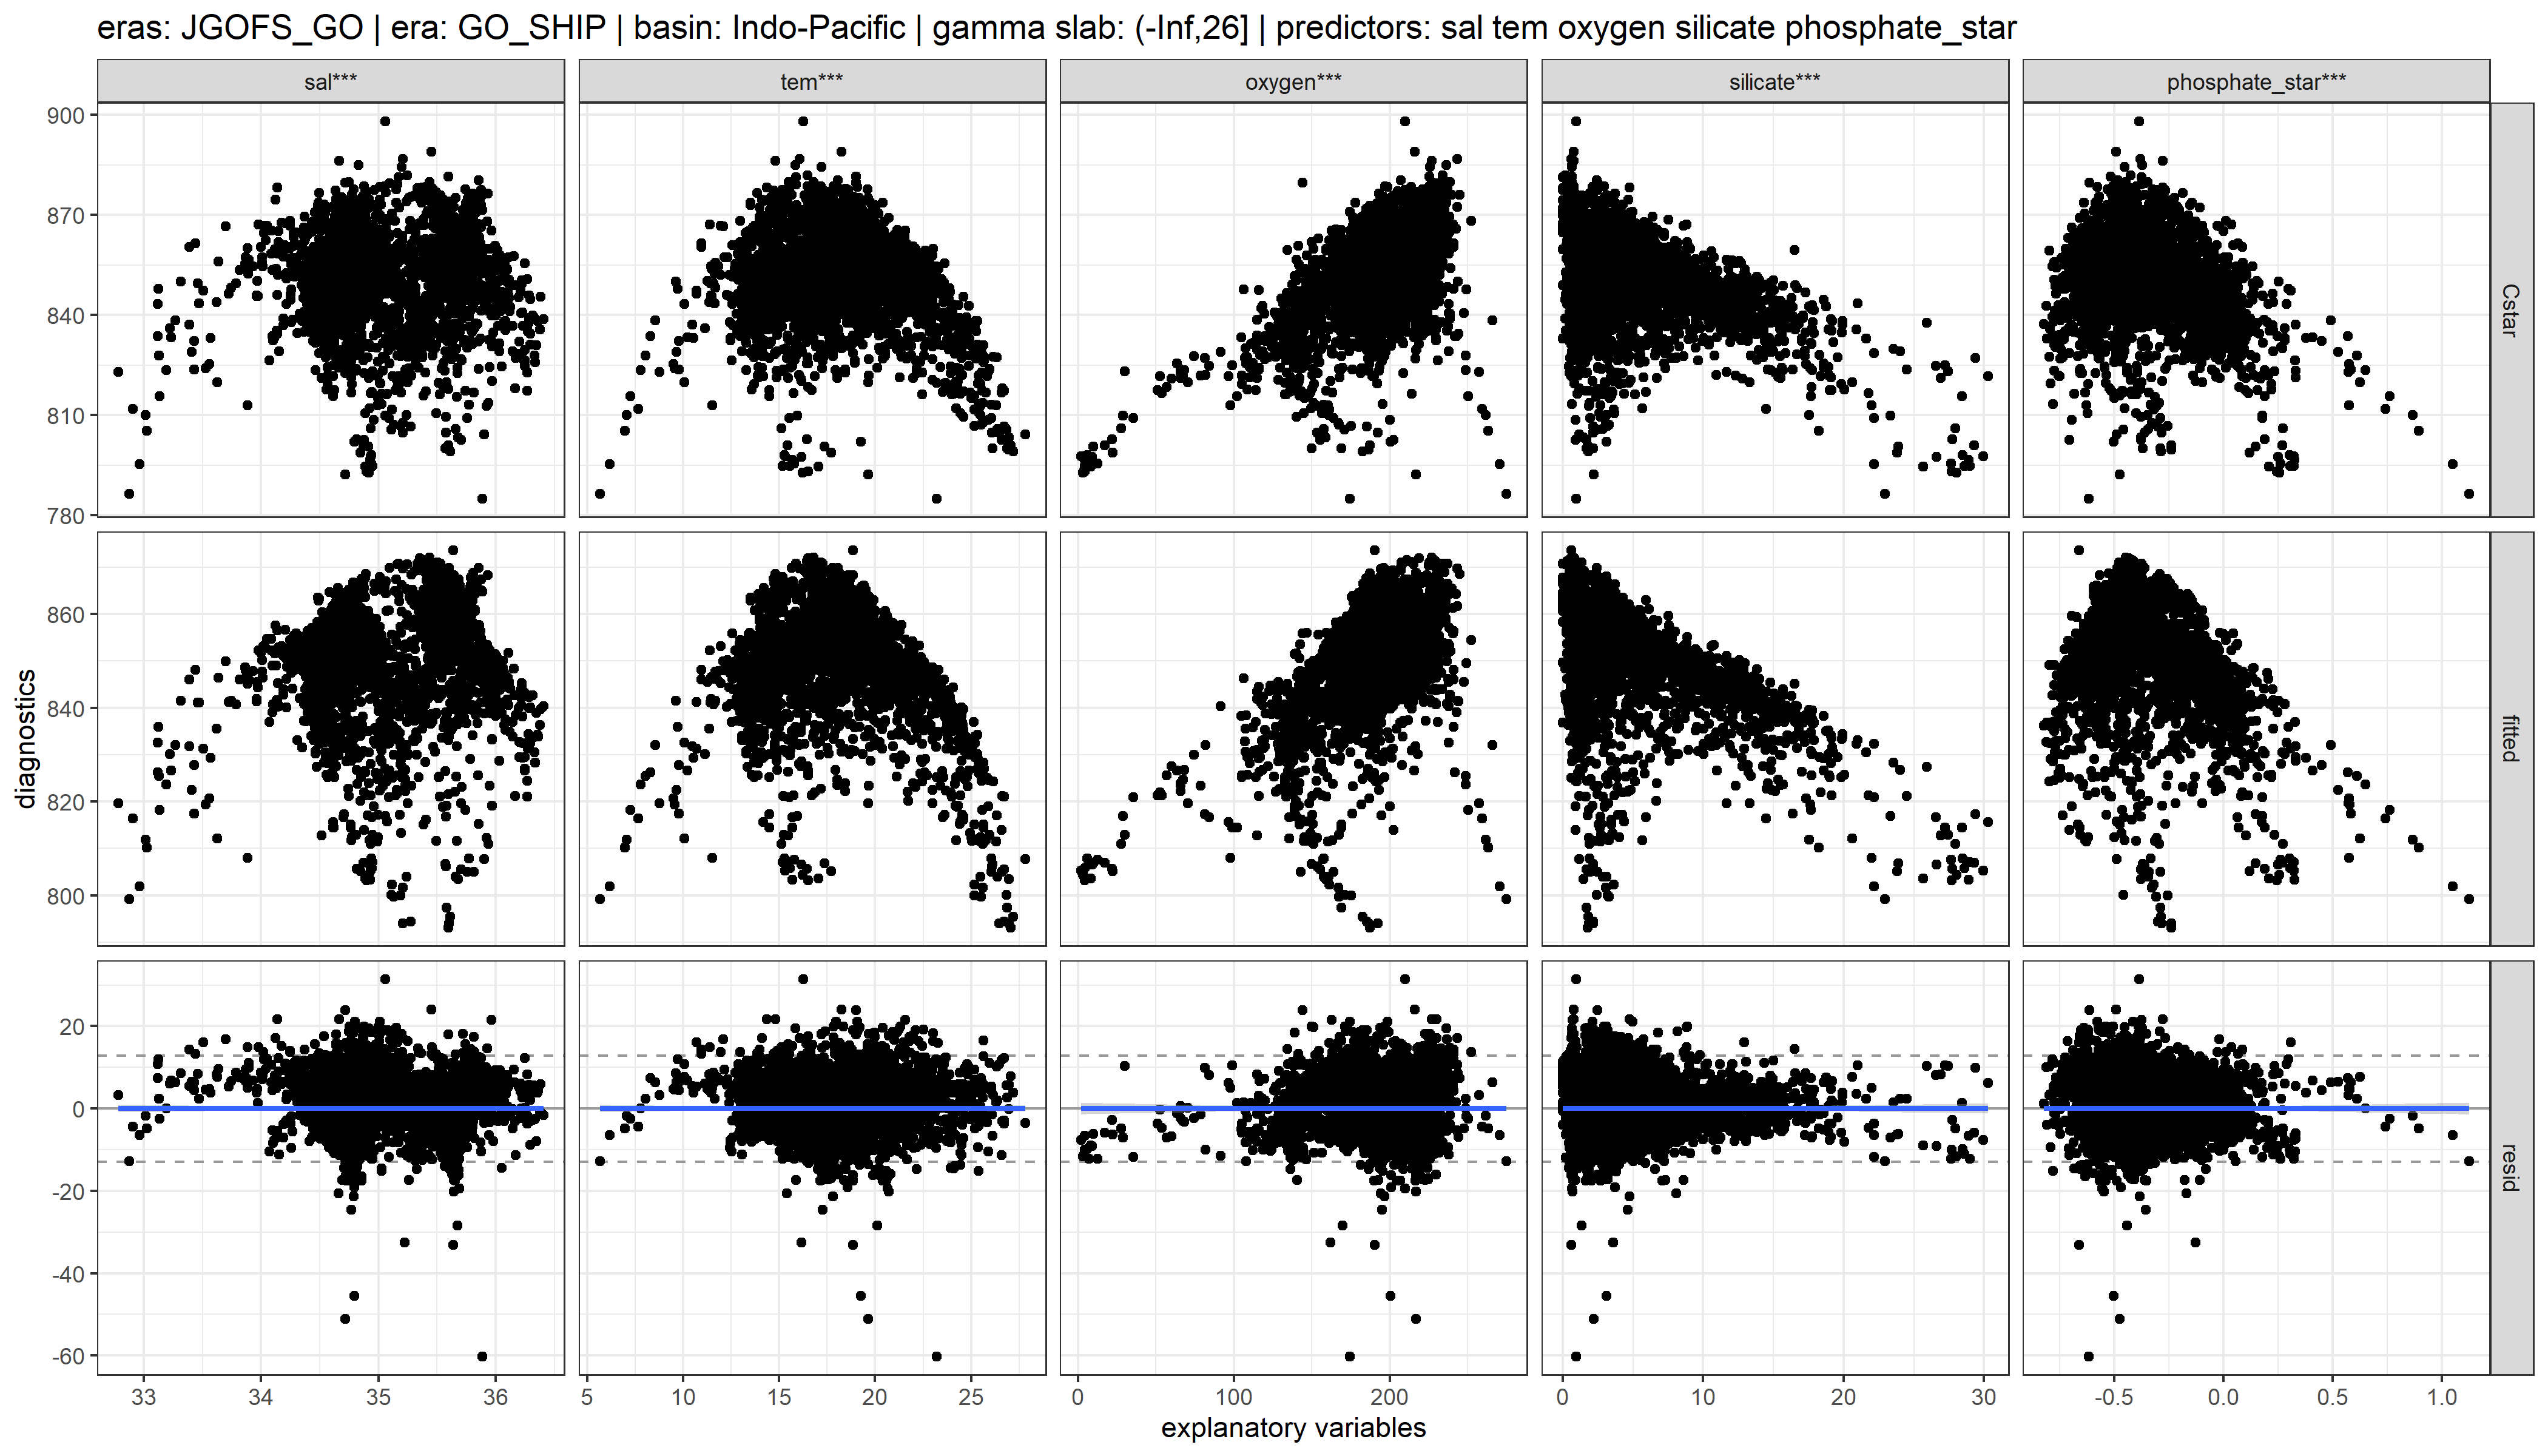 eras: JGOFS_GO | era: GO_SHIP | basin: Indo-Pacific | gamma slab: (-Inf,26] | predictors: sal tem oxygen silicate phosphate_star
sal*** tem*** oxygen*** silicate*** phosphate_star***
900
870
840
810
780
Cstar
860
840
820
800
fitted
diagnostics
20
0
-20
-40
-60
resid
33 34 35 36 5 10 15 20 25 0 100 200 0 10 20 30 -0.5 0.0 0.5 1.0
explanatory variables